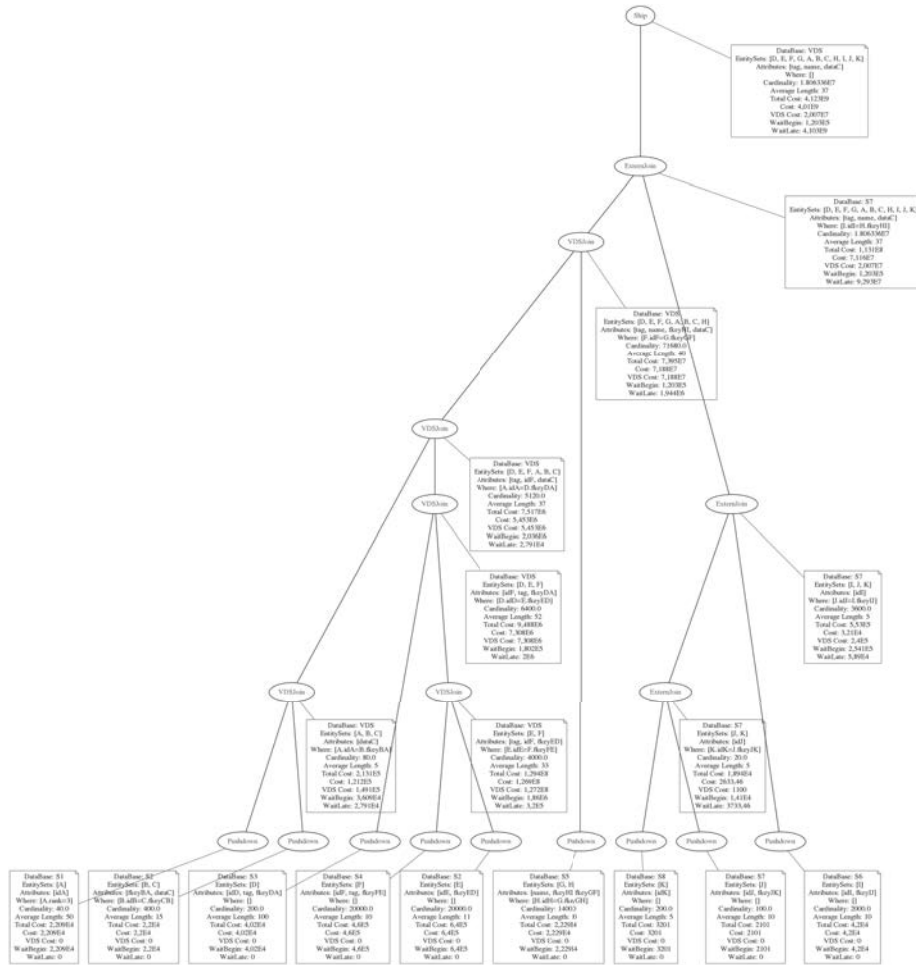 Ship
DataBase: VDS
EntitySets: [D, E, F, G, A, B, C, H, I, J, K]
Attributes: [tag, name, dataC]
Where: []
Cardinality: 1.806336E7
Average Length: 37
Total Cost: 4,123E9
Cost: 4,01E9
VDS Cost: 2,007E7
WaitBegin: 1,203E5
WaitLate: 4,103E9
ExternJoin
DataBase: S7
EntitySets: [D, E, F, G, A, B, C, H, I, J, K]
Attributes: [tag, name, dataC]
Where: [I.idI=H.fkeyHI]
Cardinality: 1.806336E7
Average Length: 37
Total Cost: 1,131E8
Cost: 7,116E7
VDS Cost: 2,007E7
WaitBegin: 1,203E5
WaitLate: 9,293E7
VDSJoin
DataBase: VDS
EntitySets: [D, E, F, G, A, B, C, H]
Attributes: [tag, name, fkeyHI, dataC]
Where: [F.idF=G.fkeyGF]
Cardinality: 71680.0
Average Length: 40
Total Cost: 7,395E7
Cost: 7,188E7
VDS Cost: 7,188E7
WaitBegin: 1,203E5
WaitLate: 1,944E6
VDSJoin
DataBase: VDS
EntitySets: [D, E, F, A, B, C]
Attributes: [tag, idF, dataC]
Where: [A.idA=D.fkeyDA]
Cardinality: 5120.0
Average Length: 37
Total Cost: 7,517E6
Cost: 5,453E6
VDS Cost: 5,453E6
WaitBegin: 2,036E6
WaitLate: 2,791E4
VDSJoin
DataBase: VDS
EntitySets: [D, E, F]
Attributes: [idF, tag, fkeyDA]
Where: [D.idD=E.fkeyED]
Cardinality: 6400.0
Average Length: 52
Total Cost: 9,488E6
Cost: 7,308E6
VDS Cost: 7,308E6
WaitBegin: 1,802E5
WaitLate: 2E6
ExternJoin
DataBase: S7
EntitySets: [I, J, K]
Attributes: [idI]
Where: [J.idJ=I.fkeyIJ]
Cardinality: 3600.0
Average Length: 5
Total Cost: 5,53E5
Cost: 3,21E4
VDS Cost: 2,4E5
WaitBegin: 2,541E5
WaitLate: 5,89E4
VDSJoin
DataBase: VDS
EntitySets: [A, B, C]
Attributes: [dataC]
Where: [A.idA=B.fkeyBA]
Cardinality: 80.0
Average Length: 5
Total Cost: 2,131E5
Cost: 1,212E5
VDS Cost: 1,491E5
WaitBegin: 3,609E4
WaitLate: 2,791E4
VDSJoin
DataBase: VDS
EntitySets: [E, F]
Attributes: [tag, idF, fkeyED]
Where: [E.idE=F.fkeyFE]
Cardinality: 4000.0
Average Length: 33
Total Cost: 1,294E8
Cost: 1,269E8
VDS Cost: 1,272E8
WaitBegin: 1,86E6
WaitLate: 3,2E5
ExternJoin
DataBase: S7
EntitySets: [J, K]
Attributes: [idJ]
Where: [K.idK=J.fkeyJK]
Cardinality: 20.0
Average Length: 5
Total Cost: 1,894E4
Cost: 2633,46
VDS Cost: 1100
WaitBegin: 1,41E4
WaitLate: 3733,46
Pushdown
Pushdown
Pushdown
Pushdown
Pushdown
Pushdown
Pushdown
Pushdown
Pushdown
DataBase: S1
EntitySets: [A]
Attributes: [idA]
Where: [A.rank=3]
Cardinality: 40.0
Average Length: 50
Total Cost: 2,209E4
Cost: 2,209E4
VDS Cost: 0
WaitBegin: 2,209E4
WaitLate: 0
DataBase: S2
EntitySets: [B, C]
Attributes: [fkeyBA, dataC]
Where: [B.idB=C.fkeyCB]
Cardinality: 400.0
Average Length: 15
Total Cost: 2,2E4
Cost: 2,2E4
VDS Cost: 0
WaitBegin: 2,2E4
WaitLate: 0
DataBase: S3
EntitySets: [D]
Attributes: [idD, tag, fkeyDA]
Where: []
Cardinality: 200.0
Average Length: 100
Total Cost: 4,02E4
Cost: 4,02E4
VDS Cost: 0
WaitBegin: 4,02E4
WaitLate: 0
DataBase: S4
EntitySets: [F]
Attributes: [idF, tag, fkeyFE]
Where: []
Cardinality: 20000.0
Average Length: 10
Total Cost: 4,6E5
Cost: 4,6E5
VDS Cost: 0
WaitBegin: 4,6E5
WaitLate: 0
DataBase: S2
EntitySets: [E]
Attributes: [idE, fkeyED]
Where: []
Cardinality: 20000.0
Average Length: 11
Total Cost: 6,4E5
Cost: 6,4E5
VDS Cost: 0
WaitBegin: 6,4E5
WaitLate: 0
DataBase: S5
EntitySets: [G, H]
Attributes: [name, fkeyHI, fkeyGF]
Where: [H.idH=G.fkeyGH]
Cardinality: 1400.0
Average Length: 0
Total Cost: 2,229E4
Cost: 2,229E4
VDS Cost: 0
WaitBegin: 2,229E4
WaitLate: 0
DataBase: S8
EntitySets: [K]
Attributes: [idK]
Where: []
Cardinality: 200.0
Average Length: 5
Total Cost: 3201
Cost: 3201
VDS Cost: 0
WaitBegin: 3201
WaitLate: 0
DataBase: S7
EntitySets: [J]
Attributes: [idJ, fkeyJK]
Where: []
Cardinality: 100.0
Average Length: 10
Total Cost: 2101
Cost: 2101
VDS Cost: 0
WaitBegin: 2101
WaitLate: 0
DataBase: S6
EntitySets: [I]
Attributes: [idI, fkeyIJ]
Where: []
Cardinality: 2000.0
Average Length: 10
Total Cost: 4,2E4
Cost: 4,2E4
VDS Cost: 0
WaitBegin: 4,2E4
WaitLate: 0